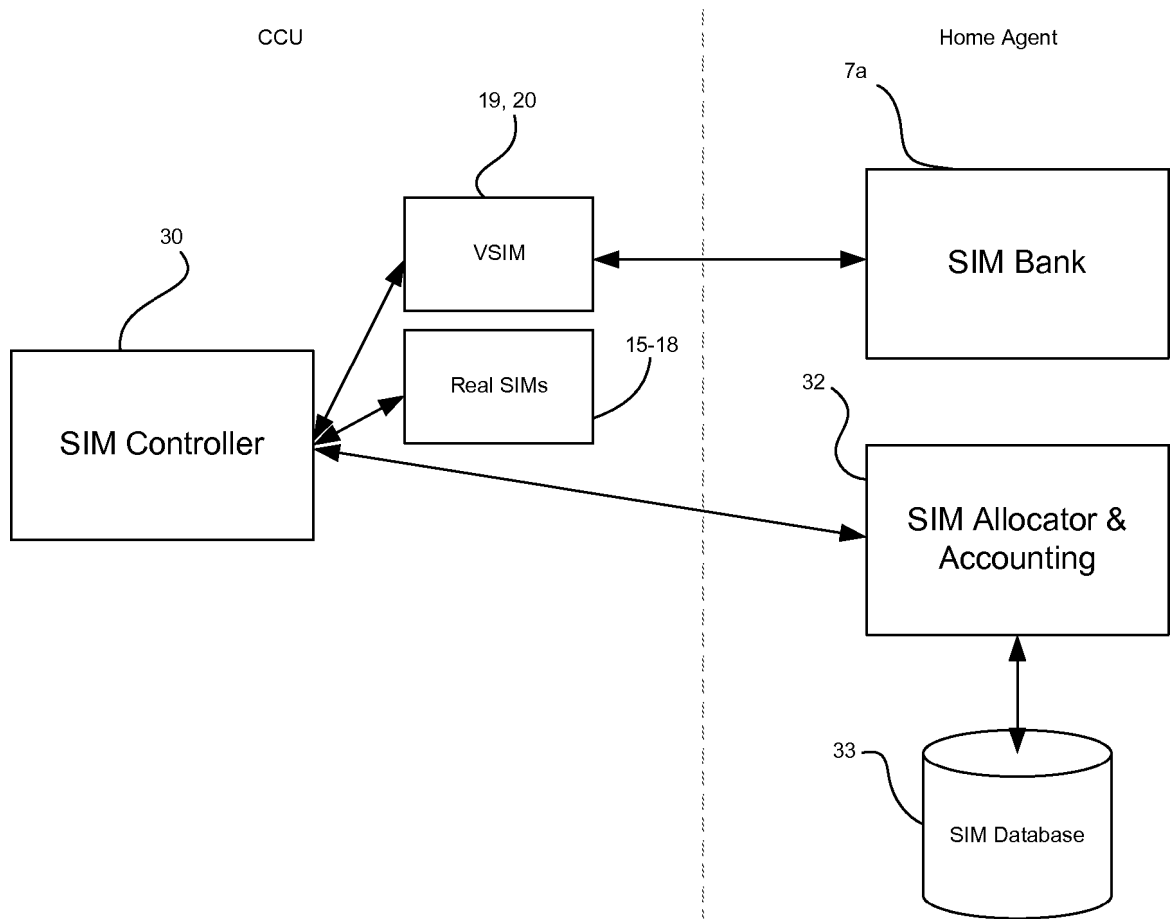 CCU
Home Agent
7a
19, 20
VSIM
SIM Bank
30
15-18
Real SIMs
32
SIM Controller
SIM Allocator &
Accounting
33
SIM Database